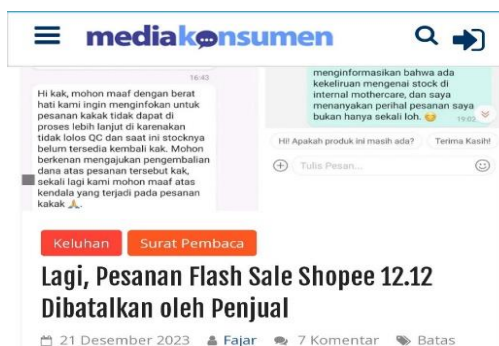 mediakonsumen
16:43
Hi kak, mohon maaf dengan berat
hati kami ingin menginfokan untuk
pesanan kakak tidak dapat di
proses lebih lanjut di karenakan
tidak lolos QC dan saat ini stocknya
belum tersedia kembali kak. Mohon
berkenan mengajukan pengembalian
dana atas pesanan tersebut kak,
sekali lagi kami mohon maaf atas
kendala yang terjadi pada pesanan
kakak 🙏.
menginformasikan bahwa ada
kekeliruan mengenai stock di
internal mothercare, dan saya
menanyakan perihal pesanan saya
bukan hanya sekali loh. 😊
19:03
Hi! Apakah produk ini masih ada?
Terima Kasih!
Tulis Pesan...
Keluhan
Surat Pembaca
Lagi, Pesanan Flash Sale Shopee 12.12
Dibatalkan oleh Penjual
21 Desember 2023 Fajar 7 Komentar Batas